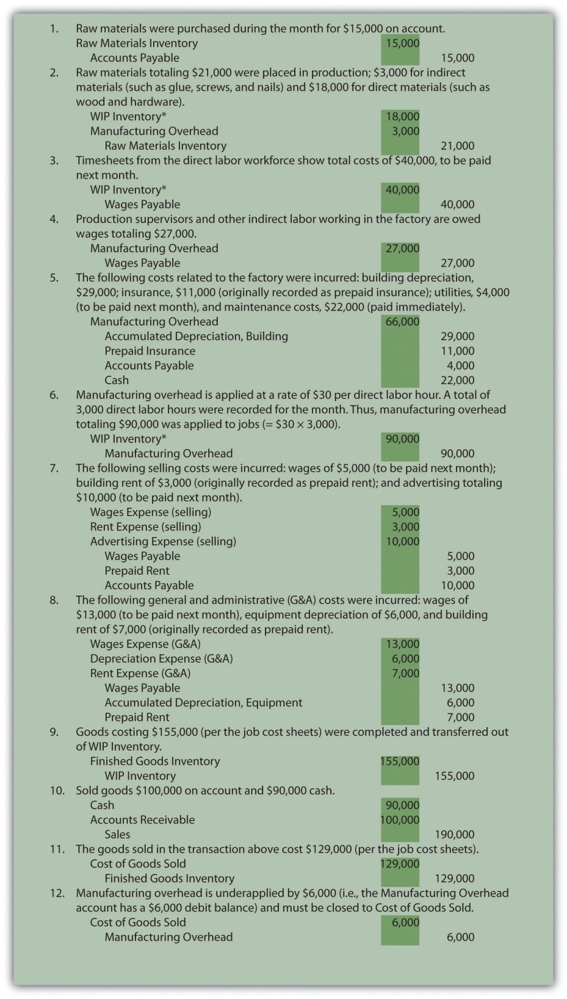 1. Raw materials were purchased during the month for $15,000 on account.
Raw Materials Inventory 15,000
Accounts Payable 15,000
2. Raw materials totaling $21,000 were placed in production; $3,000 for indirect
materials (such as glue, screws, and nails) and $18,000 for direct materials (such as
wood and hardware).
WIP Inventory* 18,000
Manufacturing Overhead 3,000
Raw Materials Inventory 21,000
3. Timesheets from the direct labor workforce show total costs of $40,000, to be paid
next month.
WIP Inventory* 40,000
Wages Payable 40,000
4. Production supervisors and other indirect labor working in the factory are owed
wages totaling $27,000.
Manufacturing Overhead 27,000
Wages Payable 27,000
5. The following costs related to the factory were incurred: building depreciation,
$29,000; insurance, $11,000 (originally recorded as prepaid insurance); utilities, $4,000
(to be paid next month), and maintenance costs, $22,000 (paid immediately).
Manufacturing Overhead 66,000
Accumulated Depreciation, Building 29,000
Prepaid Insurance 11,000
Accounts Payable 4,000
Cash 22,000
6. Manufacturing overhead is applied at a rate of $30 per direct labor hour. A total of
3,000 direct labor hours were recorded for the month. Thus, manufacturing overhead
totaling $90,000 was applied to jobs (= $30 × 3,000).
WIP Inventory* 90,000
Manufacturing Overhead 90,000
7. The following selling costs were incurred: wages of $5,000 (to be paid next month);
building rent of $3,000 (originally recorded as prepaid rent); and advertising totaling
$10,000 (to be paid next month).
Wages Expense (selling) 5,000
Rent Expense (selling) 3,000
Advertising Expense (selling) 10,000
Wages Payable 5,000
Prepaid Rent 3,000
Accounts Payable 10,000
8. The following general and administrative (G&A) costs were incurred: wages of
$13,000 (to be paid next month), equipment depreciation of $6,000, and building
rent of $7,000 (originally recorded as prepaid rent).
Wages Expense (G&A) 13,000
Depreciation Expense (G&A) 6,000
Rent Expense (G&A) 7,000
Wages Payable 13,000
Accumulated Depreciation, Equipment 6,000
Prepaid Rent 7,000
9. Goods costing $155,000 (per the job cost sheets) were completed and transferred out
of WIP Inventory.
Finished Goods Inventory 155,000
WIP Inventory 155,000
10. Sold goods $100,000 on account and $90,000 cash.
Cash 90,000
Accounts Receivable 100,000
Sales 190,000
11. The goods sold in the transaction above cost $129,000 (per the job cost sheets).
Cost of Goods Sold 129,000
Finished Goods Inventory 129,000
12. Manufacturing overhead is underapplied by $6,000 (i.e., the Manufacturing Overhead
account has a $6,000 debit balance) and must be closed to Cost of Goods Sold.
Cost of Goods Sold 6,000
Manufacturing Overhead 6,000